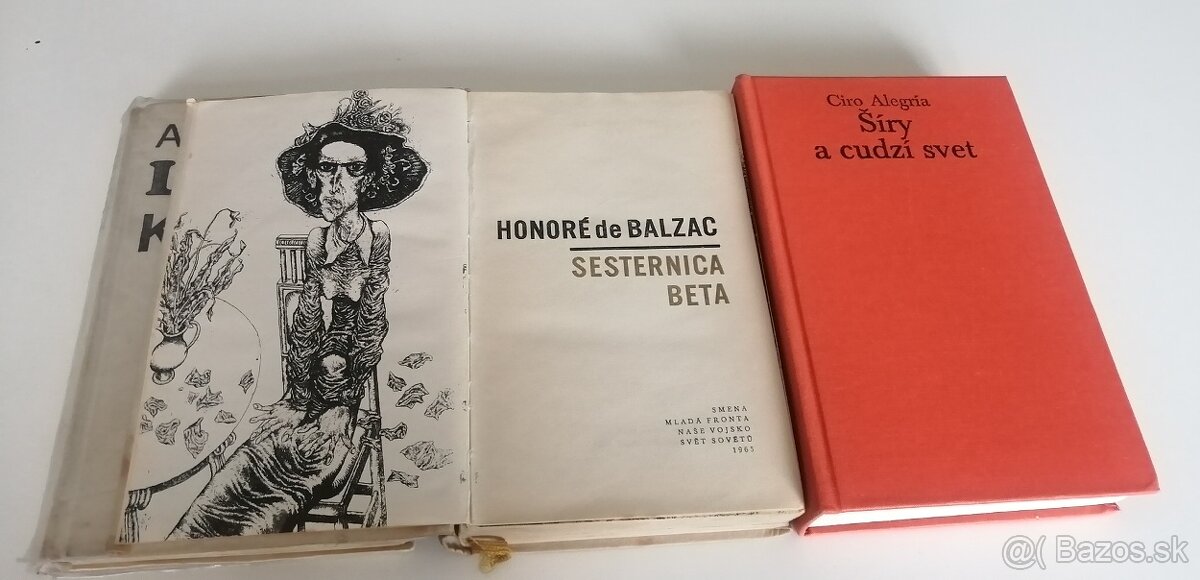 A
I
K
HONORÉ de BALZAC
SESTERNICA
BETA
SMENA
MLADÁ FRONTA
NAŠE VOJSKO
SVĚT SOVĚTŮ
1965
Ciro Alegría
Šíry
a cudzí svet
@( Bazos.sk